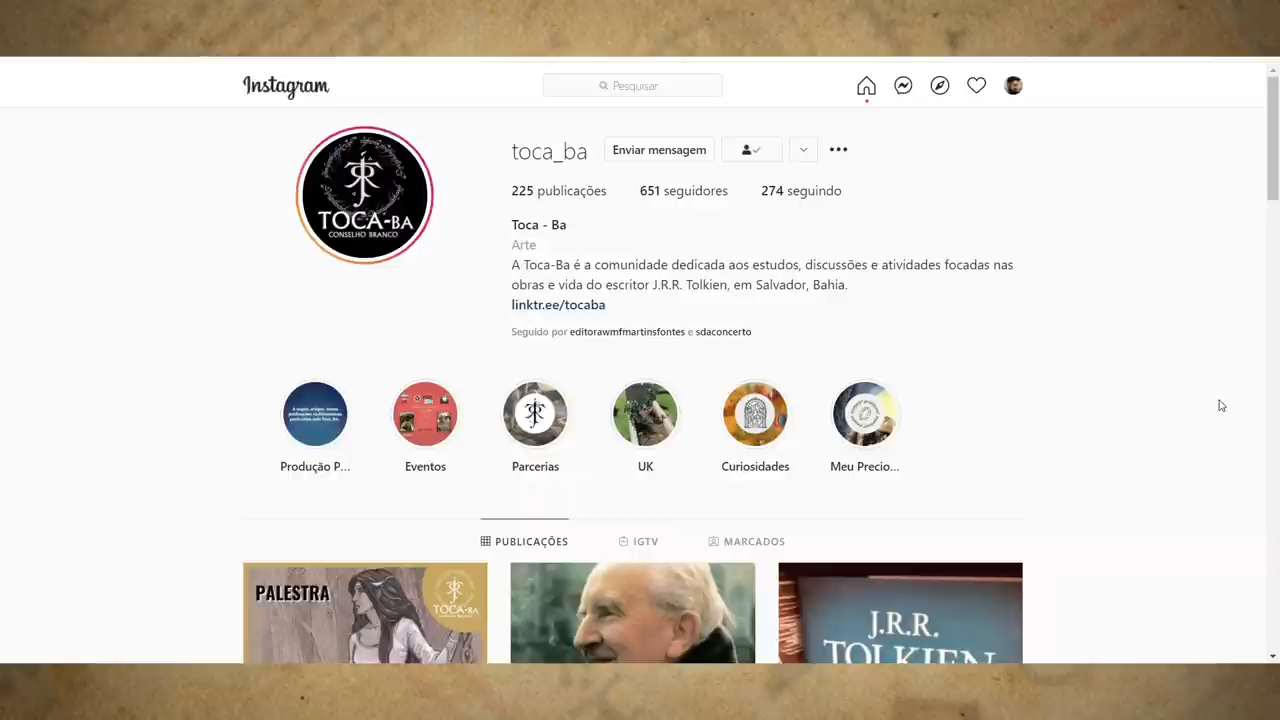 Instagram
Pesquisar
TOCA-BA
CONSELHO BRANCO
toca_ba
Enviar mensagem
225 publicações 651 seguidores 274 seguindo
Toca - Ba
Arte
A Toca-Ba é a comunidade dedicada aos estudos, discussões e atividades focadas nas
obras e vida do escritor J.R.R. Tolkien, em Salvador, Bahia.
linktr.ee/tocaba
Seguido por editorawmfmartinsfontes e sdaconcerto
Produção P... Eventos Parcerias UK Curiosidades Meu Precio...
PUBLICAÇÕES IGTV MARCADOS
PALESTRA
TOCA-BA
J.R.R.
TOLKIEN